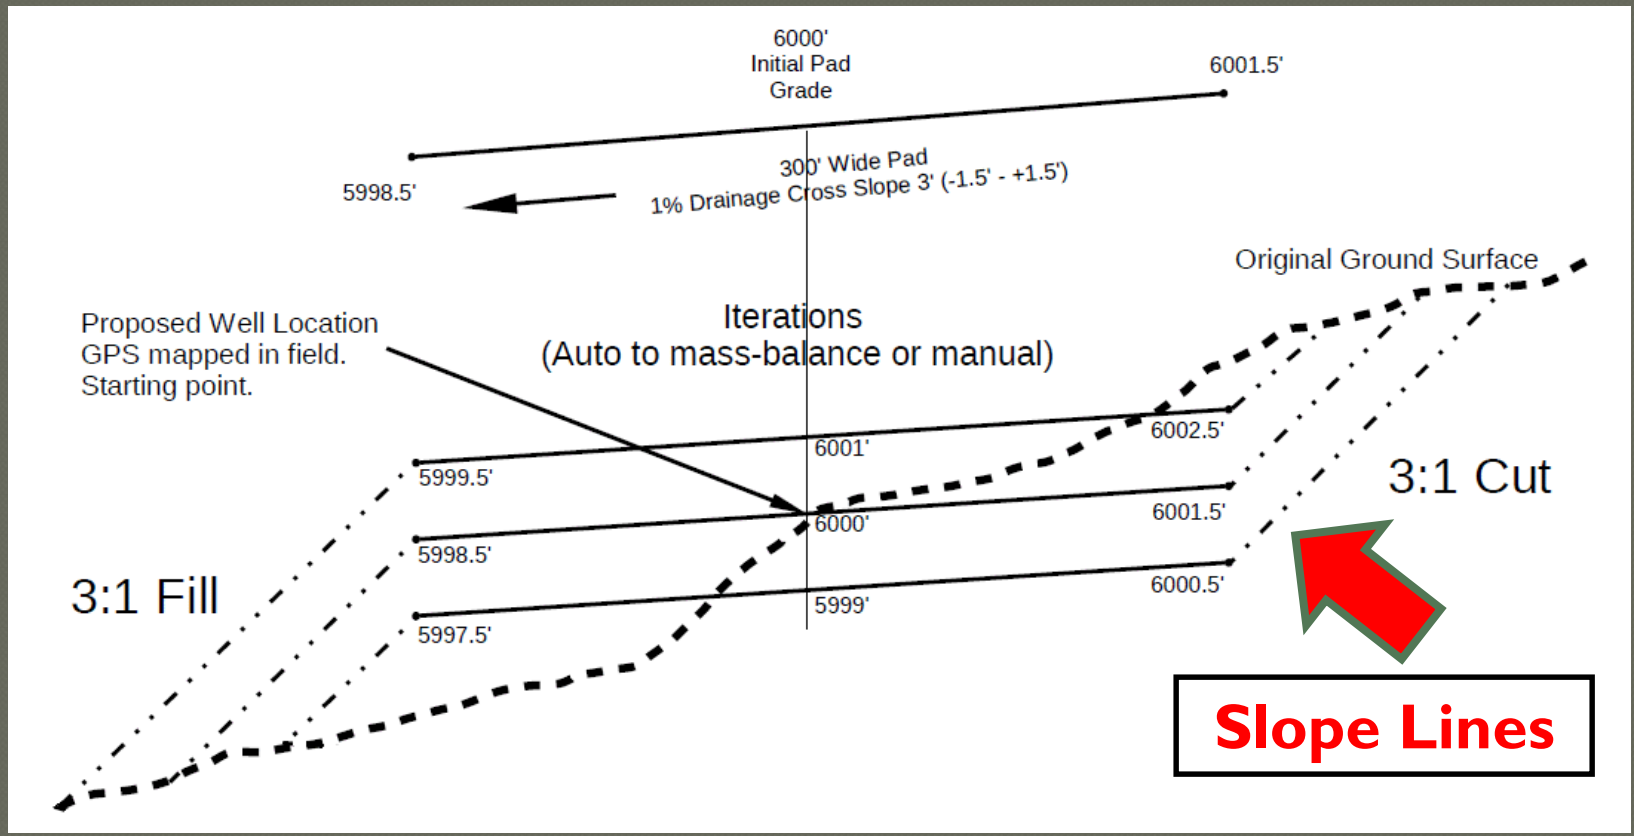 6000'
Initial Pad
Grade
6001.5'
5998.5'
300' Wide Pad
1% Drainage Cross Slope 3' (-1.5' - +1.5')
Original Ground Surface
Proposed Well Location
GPS mapped in field.
Starting point.
Iterations
(Auto to mass-balance or manual)
6001'
6002.5'
5999.5'
3:1 Cut
6000'
6001.5'
5998.5'
3:1 Fill
5999'
6000.5'
5997.5'
Slope Lines